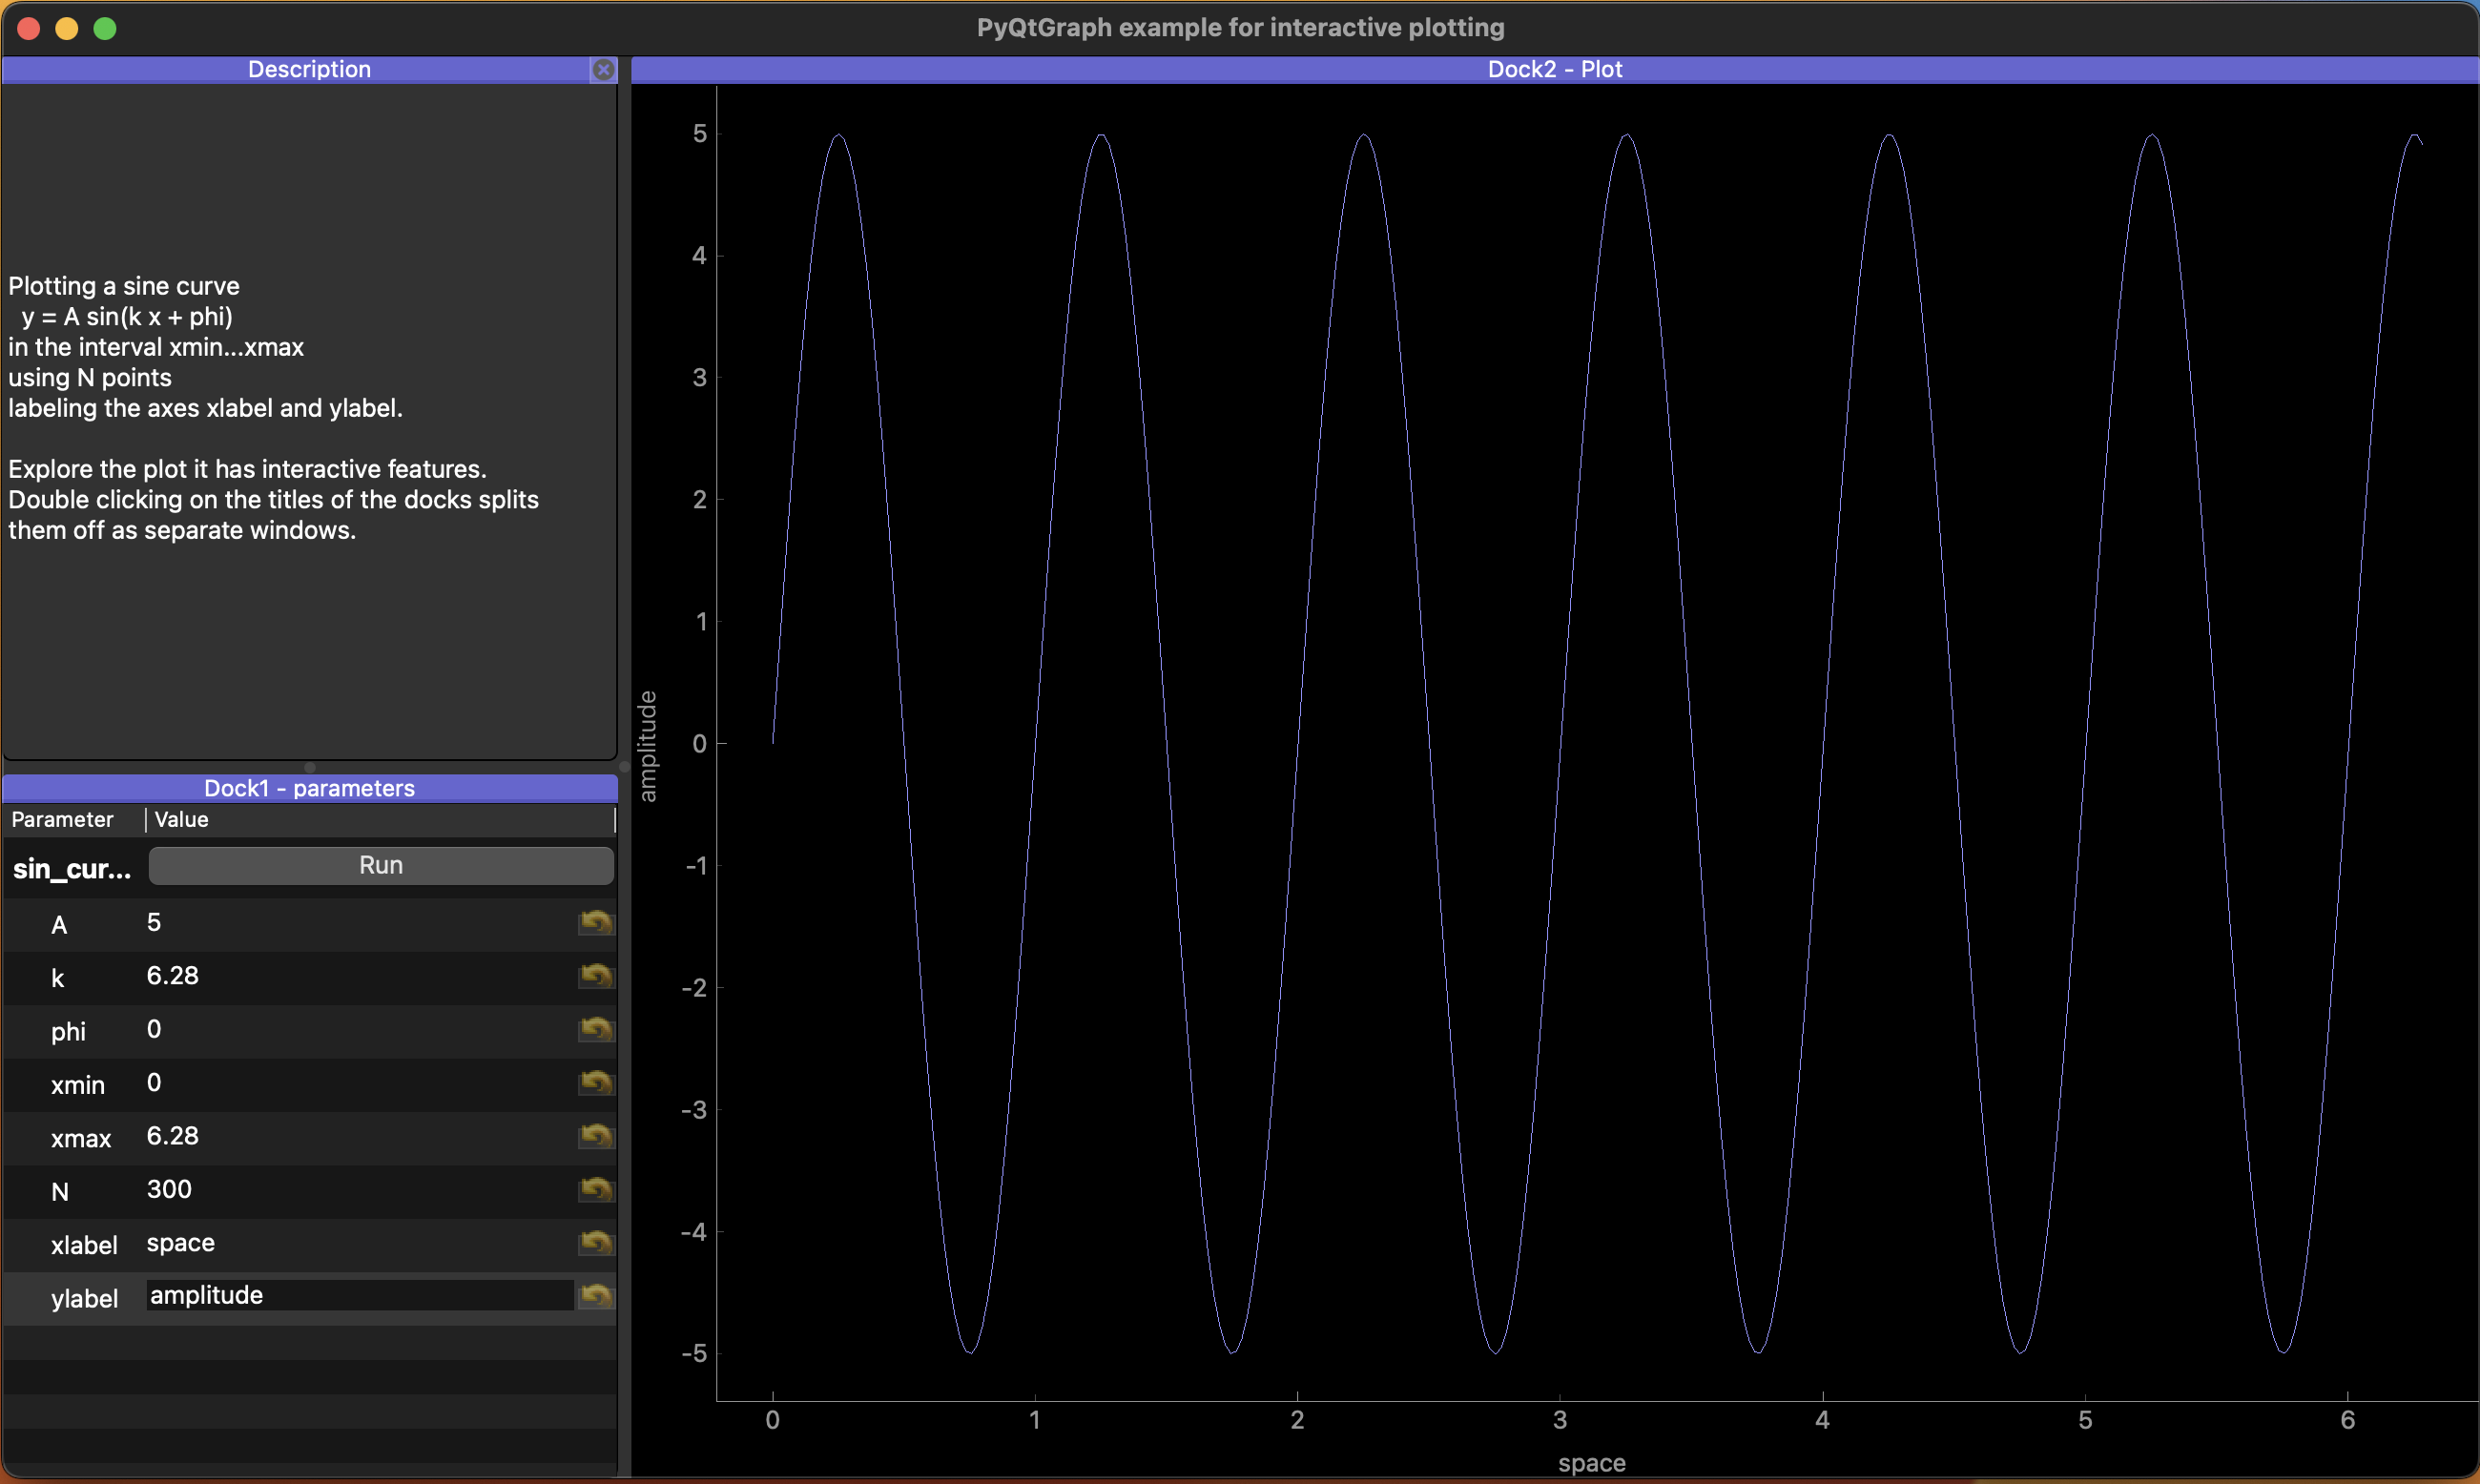 PyQtGraph example for interactive plotting
Description
Plotting a sine curve
y = A sin(k x + phi)
in the interval xmin...xmax
using N points
labeling the axes xlabel and ylabel.
Explore the plot it has interactive features.
Double clicking on the titles of the docks splits
them off as separate windows.
Dock1 - parameters
Parameter Value
sin_cur... Run
A 5
k 6.28
phi 0
xmin 0
xmax 6.28
N 300
xlabel space
ylabel amplitude
Dock2 - Plot
amplitude
5
4
3
2
1
0
-1
-2
-3
-4
-5
0 1 2 3 4 5 6
space